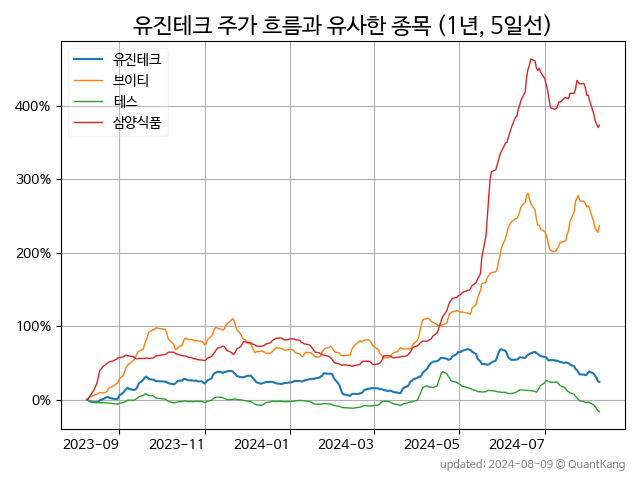 유진테크 주가 흐름과 유사한 종목 (1년, 5일선)
유진테크
브이티
테스
삼양식품
400%
300%
200%
100%
0%
2023-09 2023-11 2024-01 2024-03 2024-05 2024-07
updated: 2024-08-09 © QuantKang